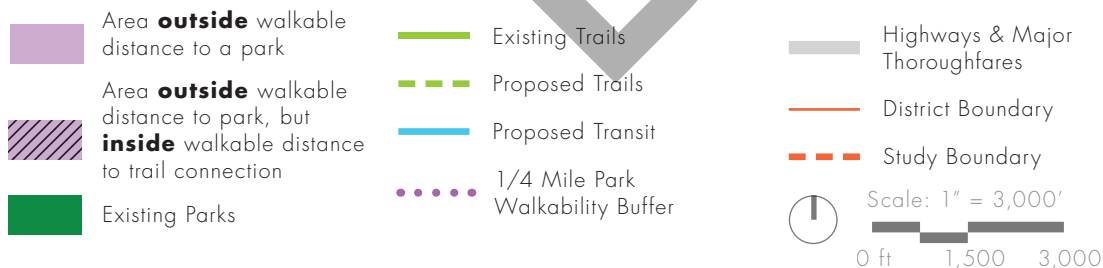 Area outside walkable
distance to a park
Area outside walkable
distance to park, but
inside walkable distance
to trail connection
Existing Parks
Existing Trails
Proposed Trails
Proposed Transit
1/4 Mile Park
Walkability Buffer
Highways & Major
Thoroughfares
District Boundary
Study Boundary
Scale: 1” = 3,000’
0 ft 1,500 3,000